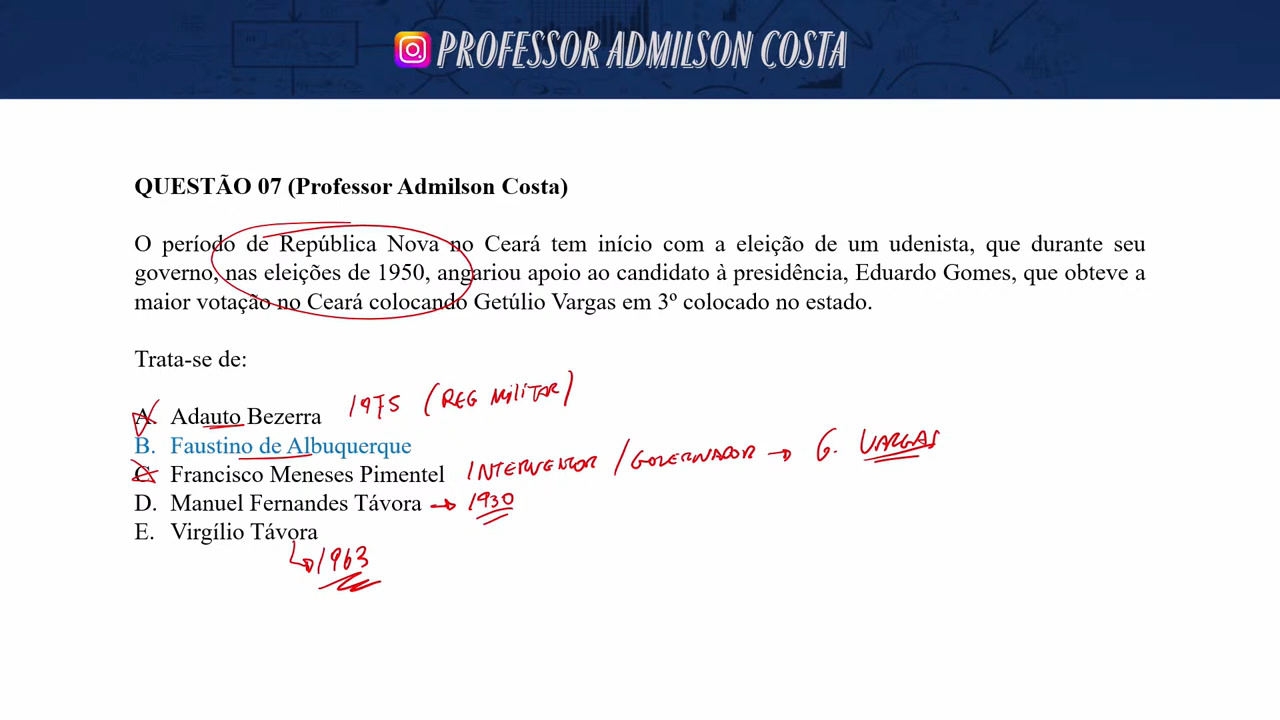 PROFESSOR ADMILSON COSTA
QUESTÃO 07 (Professor Admilson Costa)
O período de República Nova no Ceará tem início com a eleição de um udenista, que durante seu
governo, nas eleições de 1950, angariou apoio ao candidato à presidência, Eduardo Gomes, que obteve a
maior votação no Ceará colocando Getúlio Vargas em 3º colocado no estado.
Trata-se de:
A. Adauto Bezerra 1975 (REG MILITAR)
B. Faustino de Albuquerque
C. Francisco Meneses Pimentel INTERVENTOR / GOVERNADOR → G. VARGAS
D. Manuel Fernandes Távora → 1930
E. Virgílio Távora
↳ 1963